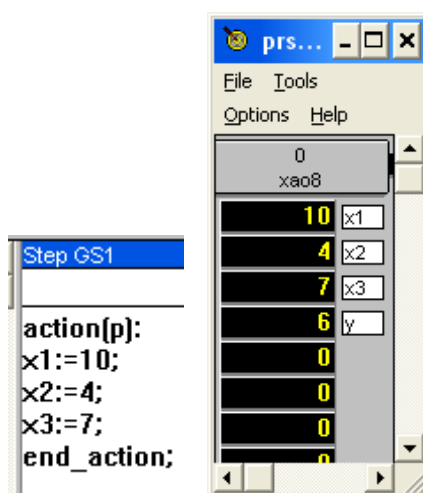 Step GS1
action(p):
x1:=10;
x2:=4;
x3:=7;
end_action;
prs...
File Tools
Options Help
0
xao8
10 x1
4 x2
7 x3
6 y
0
0
0
0